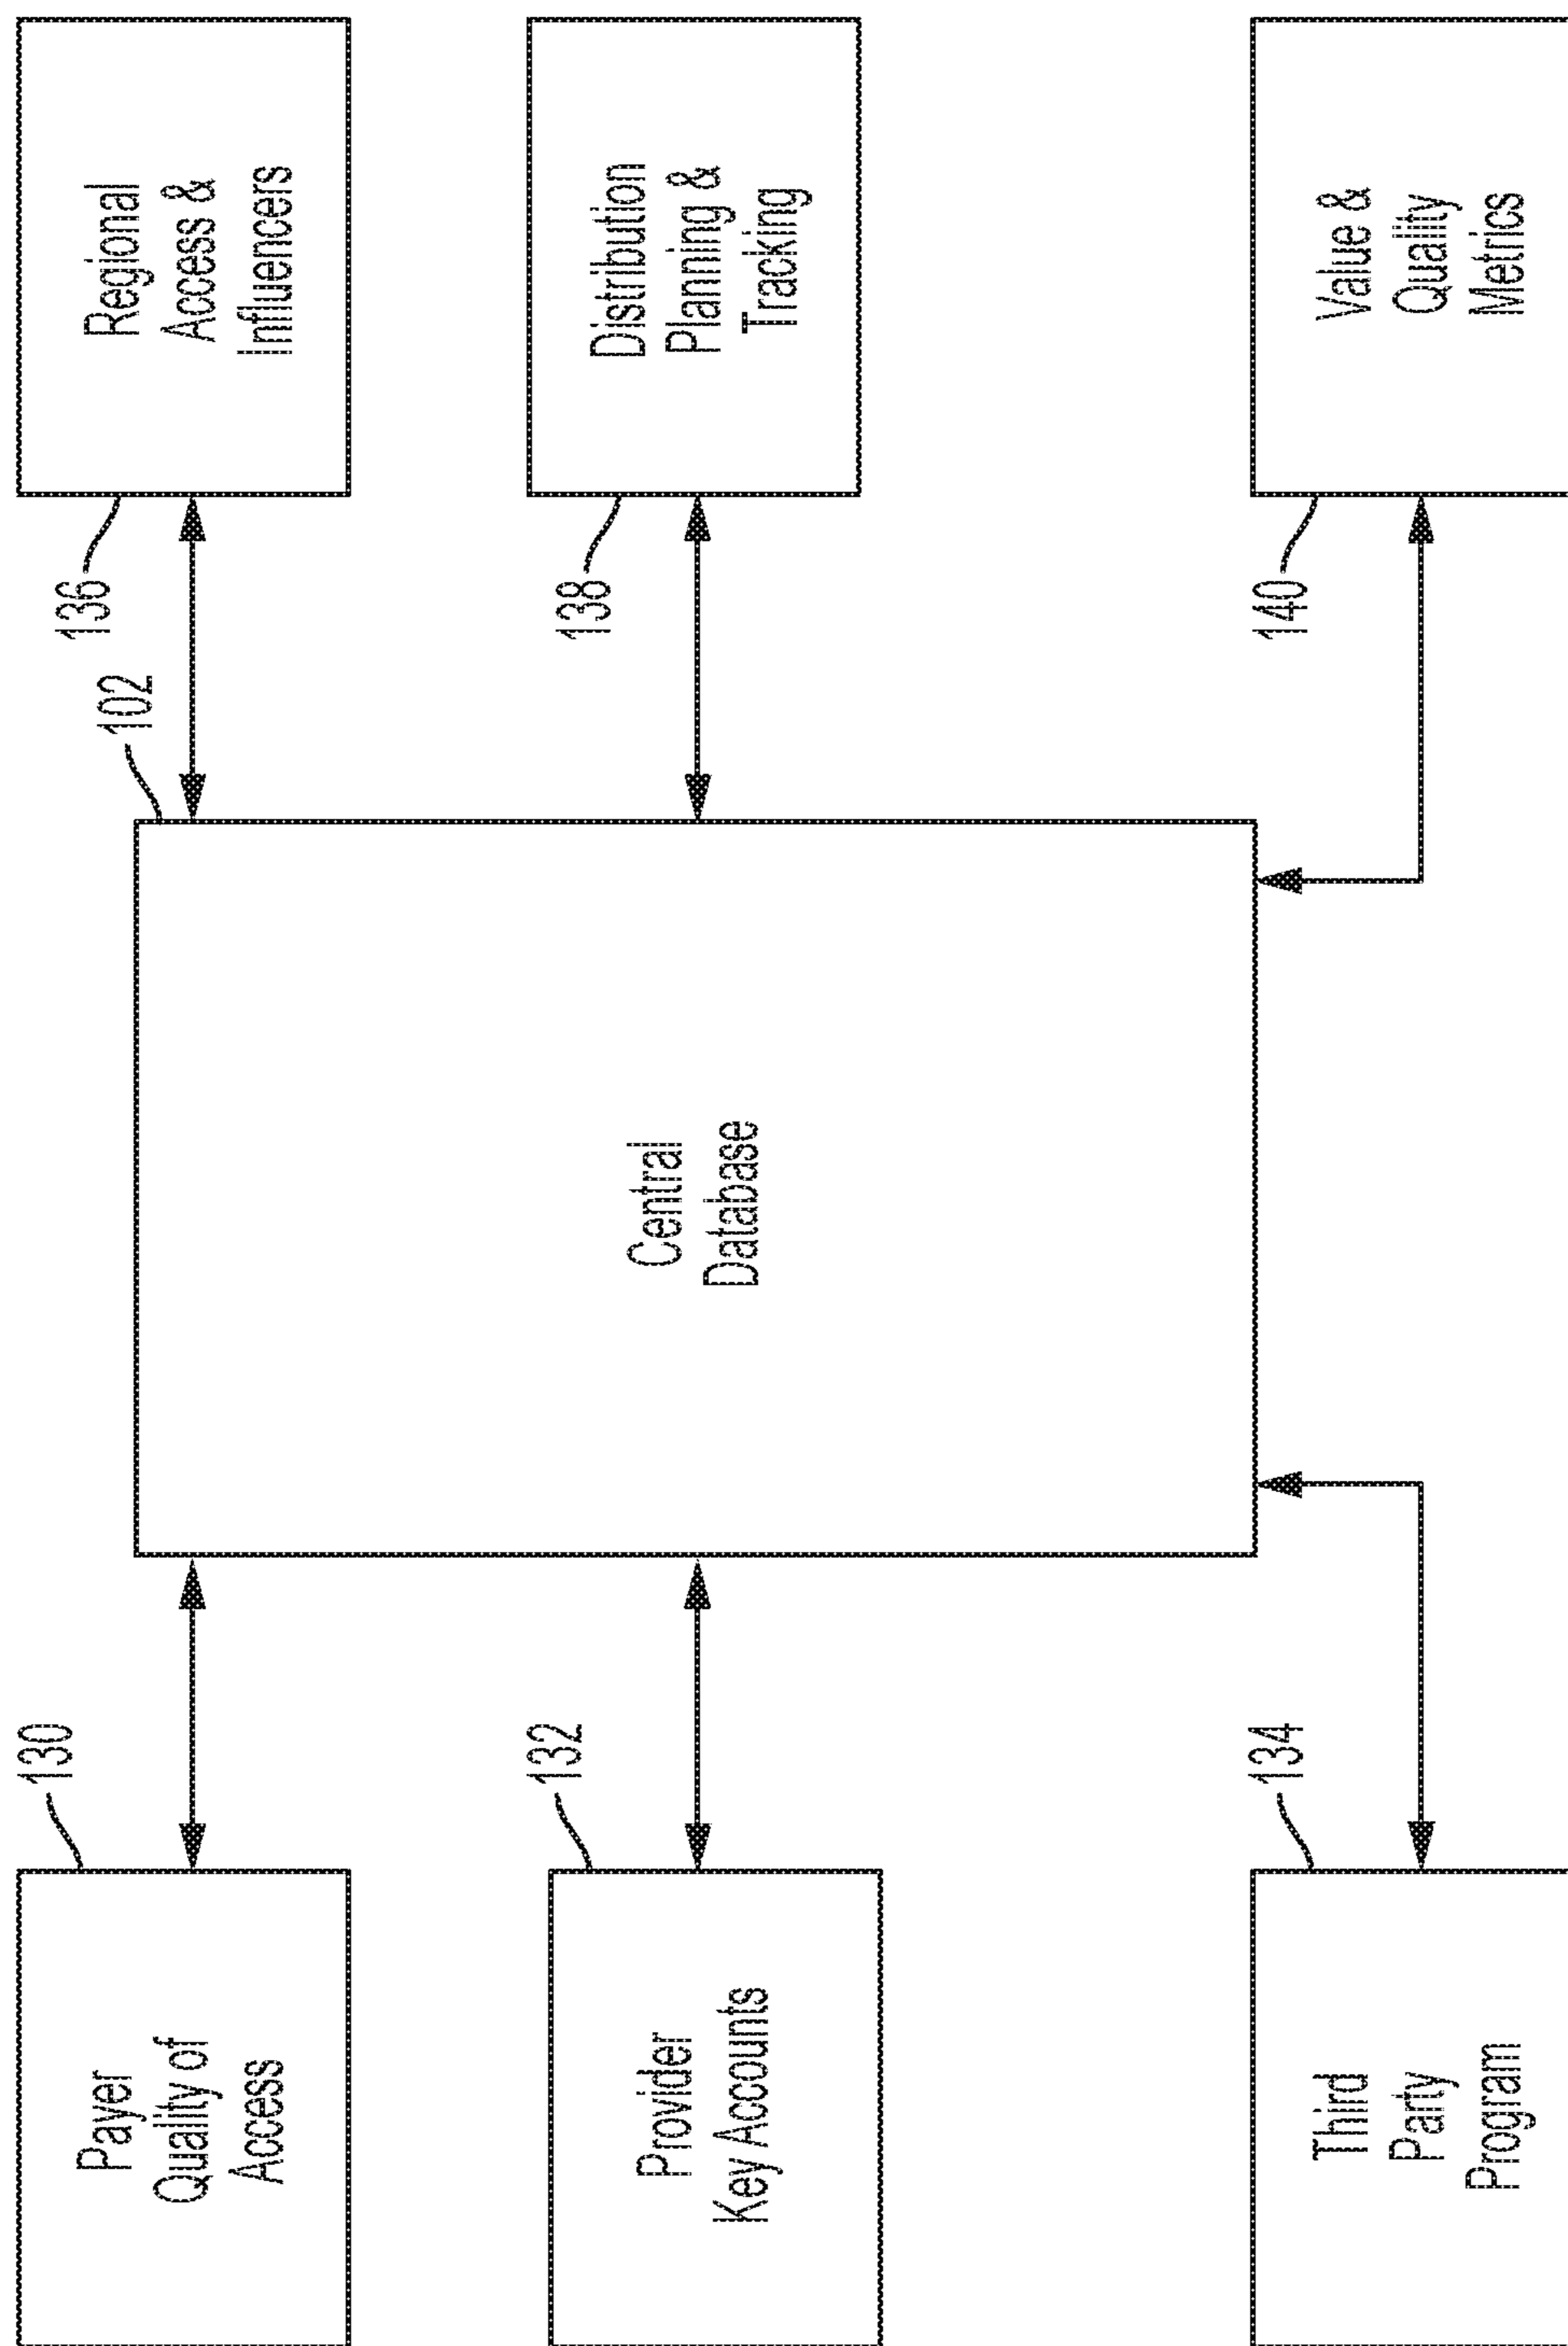 130
Payer
Quality of
Access
132
Provider
Key Accounts
134
Third
Party
Program
102
Central
Database
136
Regional
Access &
Influencers
138
Distribution
Planning &
Tracking
140
Value &
Quality
Metrics